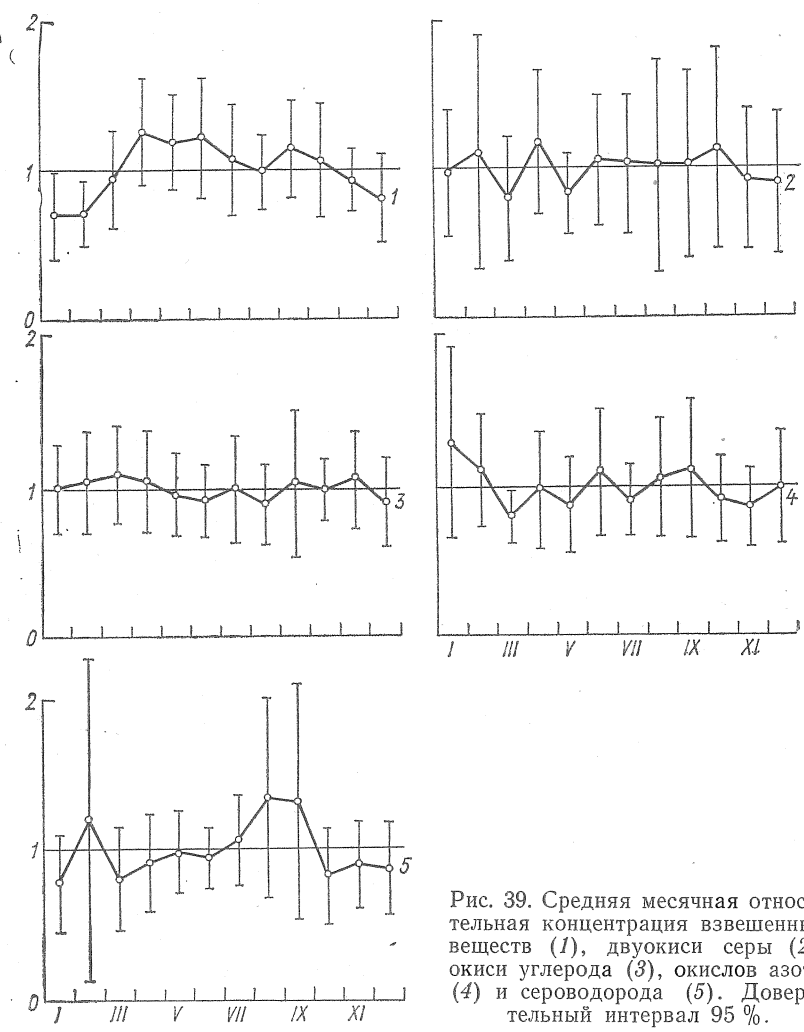 2
1
0
1
2
2
1
0
3
4
I III V VII IX XI
2
1
0
5
I III V VII IX XI
Рис. 39. Средняя месячная относ
тельная концентрация взвешенн
веществ (1), двуокиси серы (2
окиси углерода (3), окислов азо
(4) и сероводорода (5). Довер
тельный интервал 95 %.